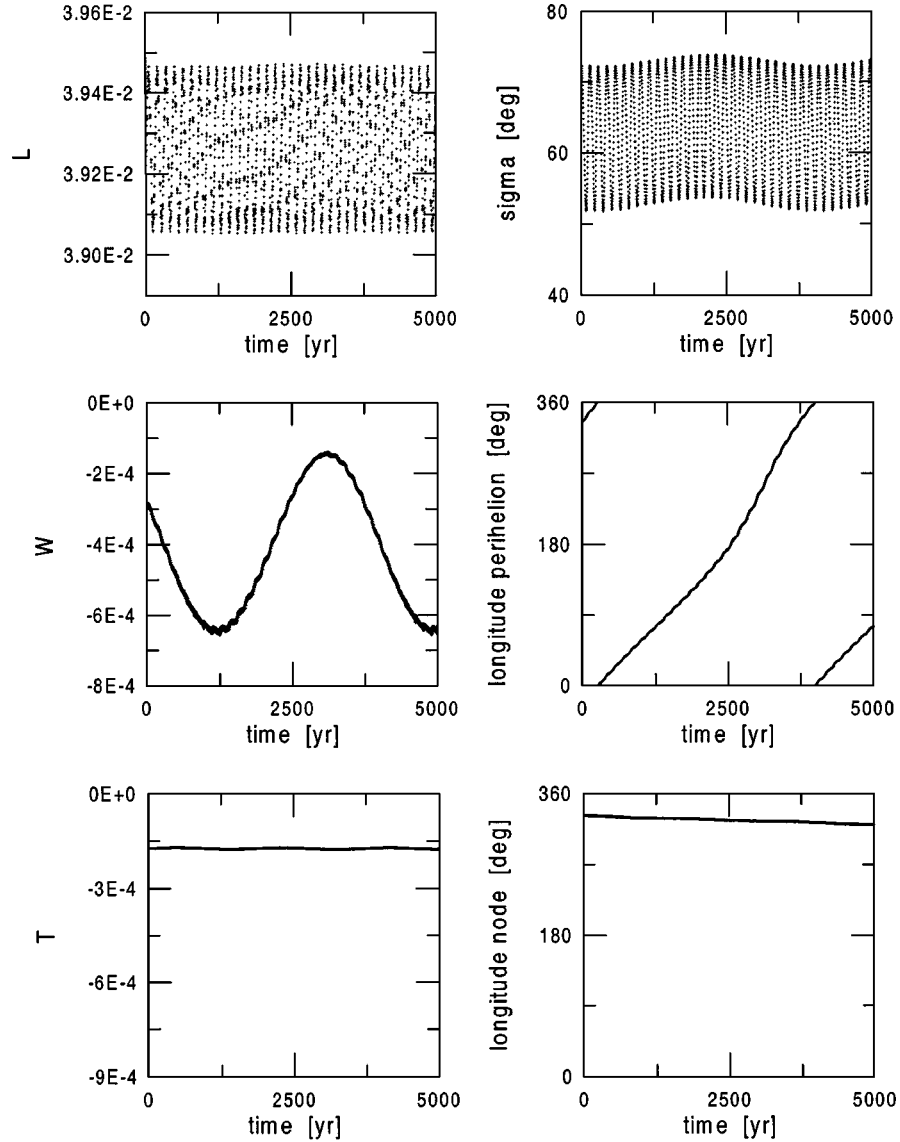 3.96E-2
3.94E-2
3.92E-2
3.90E-2
L
0 2500 5000
time [yr]
80
60
40
sigma [deg]
0 2500 5000
time [yr]
0E+0
-2E-4
-4E-4
-6E-4
-8E-4
W
0 2500 5000
time [yr]
360
180
0
longitude perihelion [deg]
0 2500 5000
time [yr]
0E+0
-3E-4
-6E-4
-9E-4
T
0 2500 5000
time [yr]
360
180
0
longitude node [deg]
0 2500 5000
time [yr]